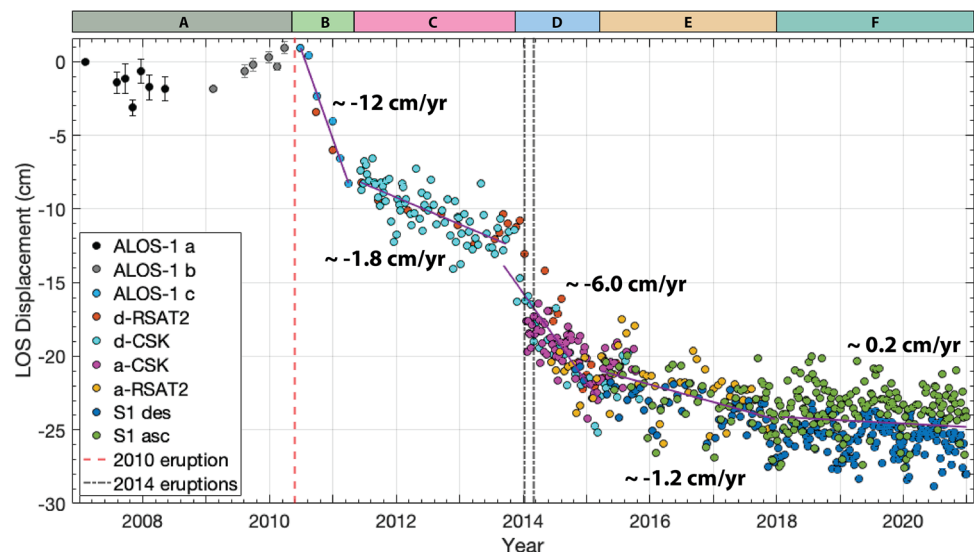 A B C D E F
0
-5
-10
-15
-20
-25
-30
LOS Displacement (cm)
~ -12 cm/yr
~ -1.8 cm/yr
~ -6.0 cm/yr
~ 0.2 cm/yr
~ -1.2 cm/yr
ALOS-1 a
ALOS-1 b
ALOS-1 c
d-RSAT2
d-CSK
a-CSK
a-RSAT2
S1 des
S1 asc
2010 eruption
2014 eruptions
2008 2010 2012 2014 2016 2018 2020
Year